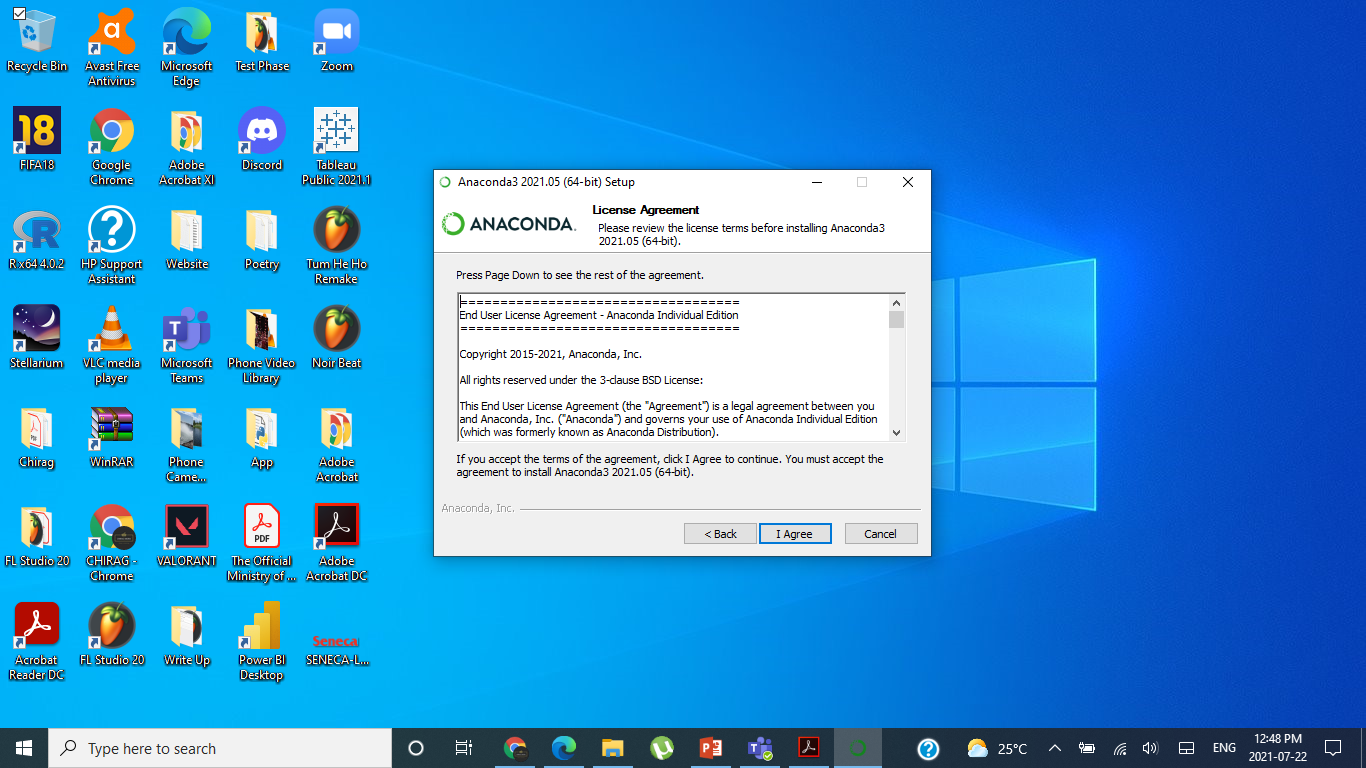 Recycle Bin
Avast Free
Antivirus
Microsoft
Edge
Test Phase
Zoom
18
FIFA18
Google
Chrome
Adobe
Acrobat XI
Discord
Tableau
Public 2021.1
R
R x64 4.0.2
?
HP Support
Assistant
Website
Poetry
Tum He Ho
Remake
Stellarium
VLC media
player
Microsoft
Teams
Phone Video
Library
Noir Beat
Chirag
WinRAR
Phone
Came...
App
Adobe
Acrobat
FL Studio 20
CHIRAG -
Chrome
VALORANT
PDF
The Official
Ministry of ...
Adobe
Acrobat DC
Acrobat
Reader DC
FL Studio 20
Write Up
Power BI
Desktop
Seneca
SENECA-L...
Anaconda3 2021.05 (64-bit) Setup
ANACONDA.
License Agreement
Please review the license terms before installing Anaconda3
2021.05 (64-bit).
Press Page Down to see the rest of the agreement.
===================================
End User License Agreement - Anaconda Individual Edition
===================================
Copyright 2015-2021, Anaconda, Inc.
All rights reserved under the 3-clause BSD License:
This End User License Agreement (the "Agreement") is a legal agreement between you
and Anaconda, Inc. ("Anaconda") and governs your use of Anaconda Individual Edition
(which was formerly known as Anaconda Distribution).
If you accept the terms of the agreement, click I Agree to continue. You must accept the
agreement to install Anaconda3 2021.05 (64-bit).
Anaconda, Inc.
< Back
I Agree
Cancel
Type here to search
25°C
ENG
12:48 PM
2021-07-22